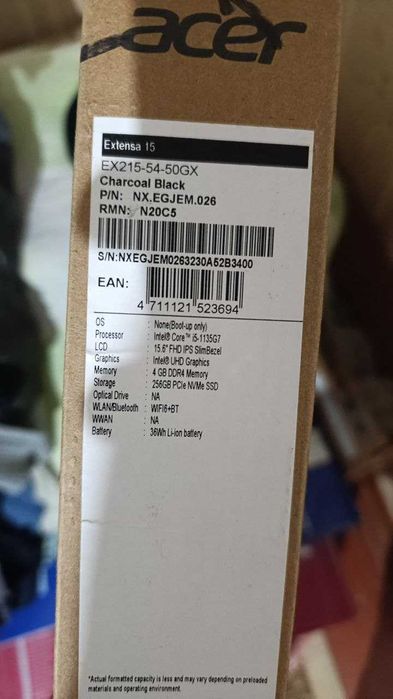 acer
Extensa 15
EX215-54-50GX
Charcoal Black
P/N: NX.EGJEM.026
RMN: N20C5
S/N:NXEGJEM0263230A52B3400
EAN:
4 711121 523694
OS : None(Boot-up only)
Processor : Intel® Core™ i5-1135G7
LCD : 15.6" FHD IPS SlimBezel
Graphics : Intel® UHD Graphics
Memory : 4 GB DDR4 Memory
Storage : 256GB PCIe NVMe SSD
Optical Drive : NA
WLAN/Bluetooth : WIFI6+BT
WWAN : NA
Battery : 36Wh Li-ion battery
*Actual formatted capacity is less and may vary depending on preloaded
materials and operating environment.